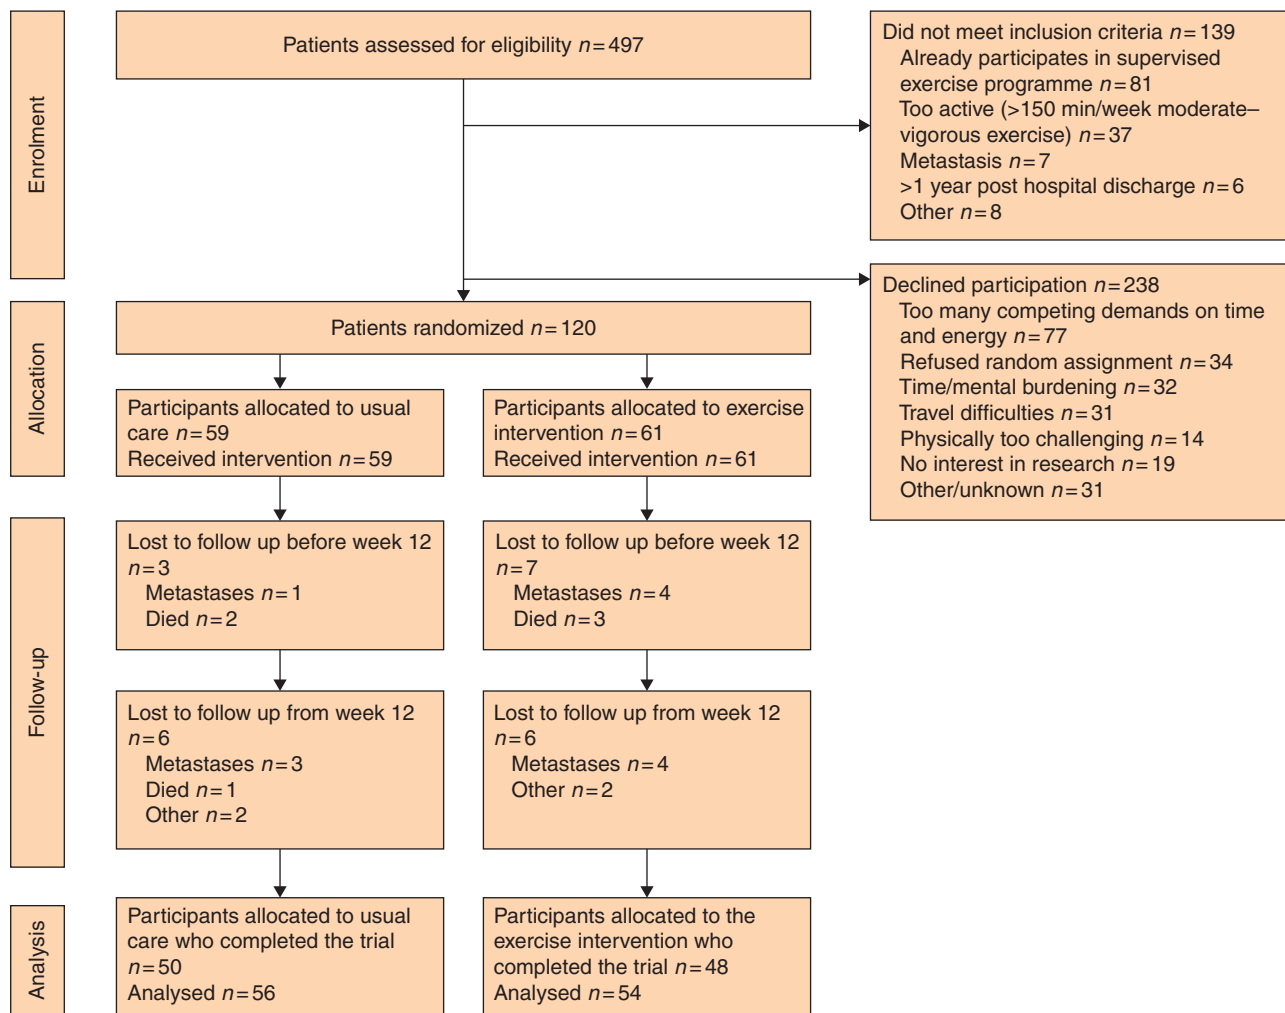 Enrolment
Patients assessed for eligibility n=497
Did not meet inclusion criteria n=139
Already participates in supervised
exercise programme n=81
Too active (>150 min/week moderate–
vigorous exercise) n=37
Metastasis n=7
>1 year post hospital discharge n=6
Other n=8
Declined participation n=238
Too many competing demands on time
and energy n=77
Refused random assignment n=34
Time/mental burdening n=32
Travel difficulties n=31
Physically too challenging n=14
No interest in research n=19
Other/unknown n=31
Allocation
Patients randomized n=120
Participants allocated to usual
care n=59
Received intervention n=59
Participants allocated to exercise
intervention n=61
Received intervention n=61
Follow-up
Lost to follow up before week 12
n=3
Metastases n=1
Died n=2
Lost to follow up before week 12
n=7
Metastases n=4
Died n=3
Lost to follow up from week 12
n=6
Metastases n=3
Died n=1
Other n=2
Lost to follow up from week 12
n=6
Metastases n=4
Other n=2
Analysis
Participants allocated to usual
care who completed the trial
n=50
Analysed n=56
Participants allocated to the
exercise intervention who
completed the trial n=48
Analysed n=54